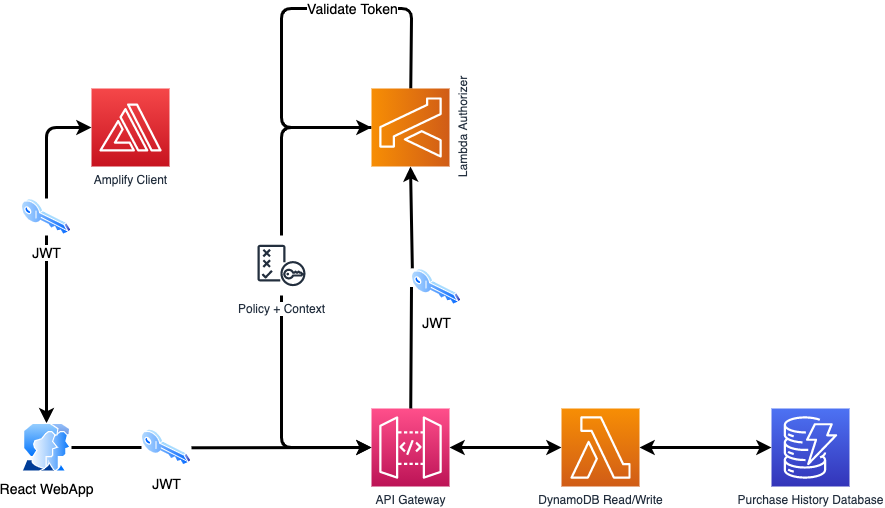 Validate Token
Lambda Authorizer
Amplify Client
JWT
Policy + Context
JWT
React WebApp
JWT
API Gateway
DynamoDB Read/Write
Purchase History Database